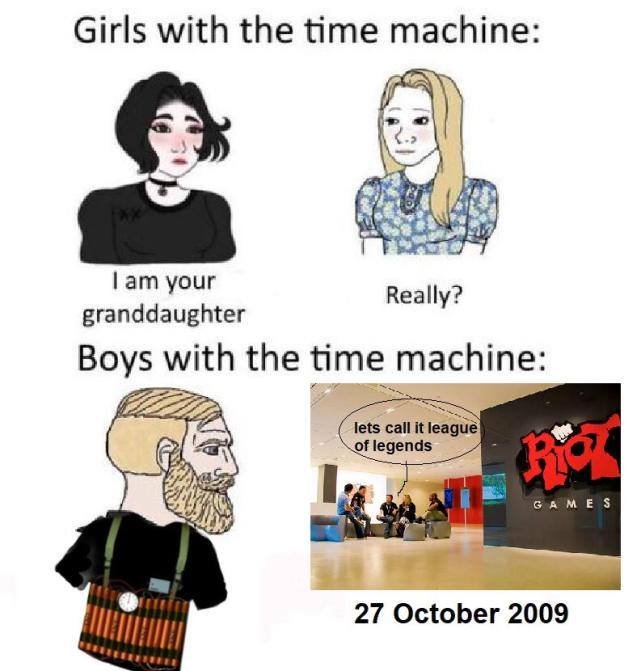 Girls with the time machine:
I am your
granddaughter
Really?
Boys with the time machine:
lets call it league
of legends
RIOT
GAMES
27 October 2009